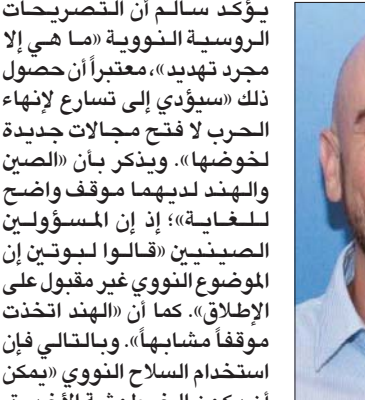 يؤكد سالم أن التصريحات
الروسية النووية «ما هي إلا
مجرد تهديد»، معتبراً أن حصول
ذلك «سيؤدي إلى تسارع لإنهاء
الحرب لا فتح مجالات جديدة
لخوضها». ويذكر بأن «الصين
والهند لديهما موقف واضح
للغاية»؛ إذ إن المسؤولين
الصينيين «قالوا لبوتين إن
الموضوع النووي غير مقبول على
الإطلاق». كما أن «الهند اتخذت
موقفاً مشابهاً». وبالتالي فإن
استخدام السلاح النووي «يمكن